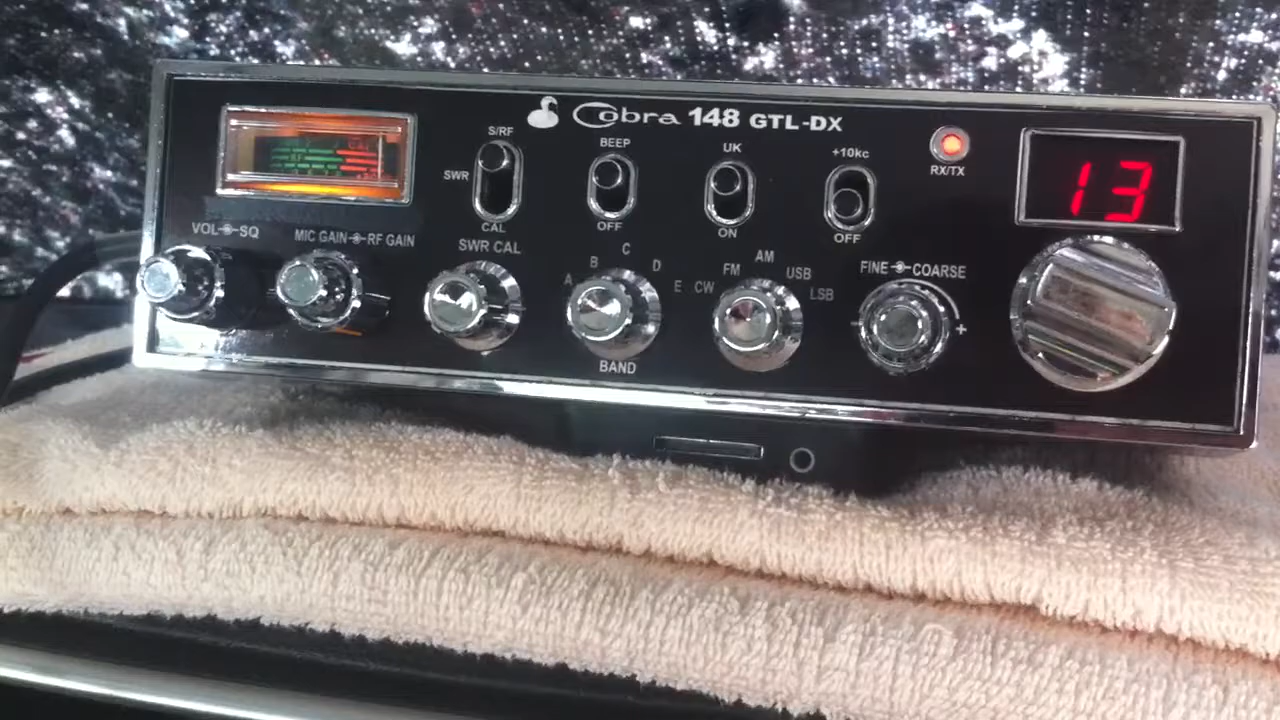 Cobra 148 GTL-DX
S/RF
SWR
CAL
BEEP
OFF
UK
ON
+10kc
OFF
RX/TX
13
VOL SQ
MIC GAIN RF GAIN
SWR CAL
A B C D E
BAND
CW FM AM USB LSB
FINE COARSE
+